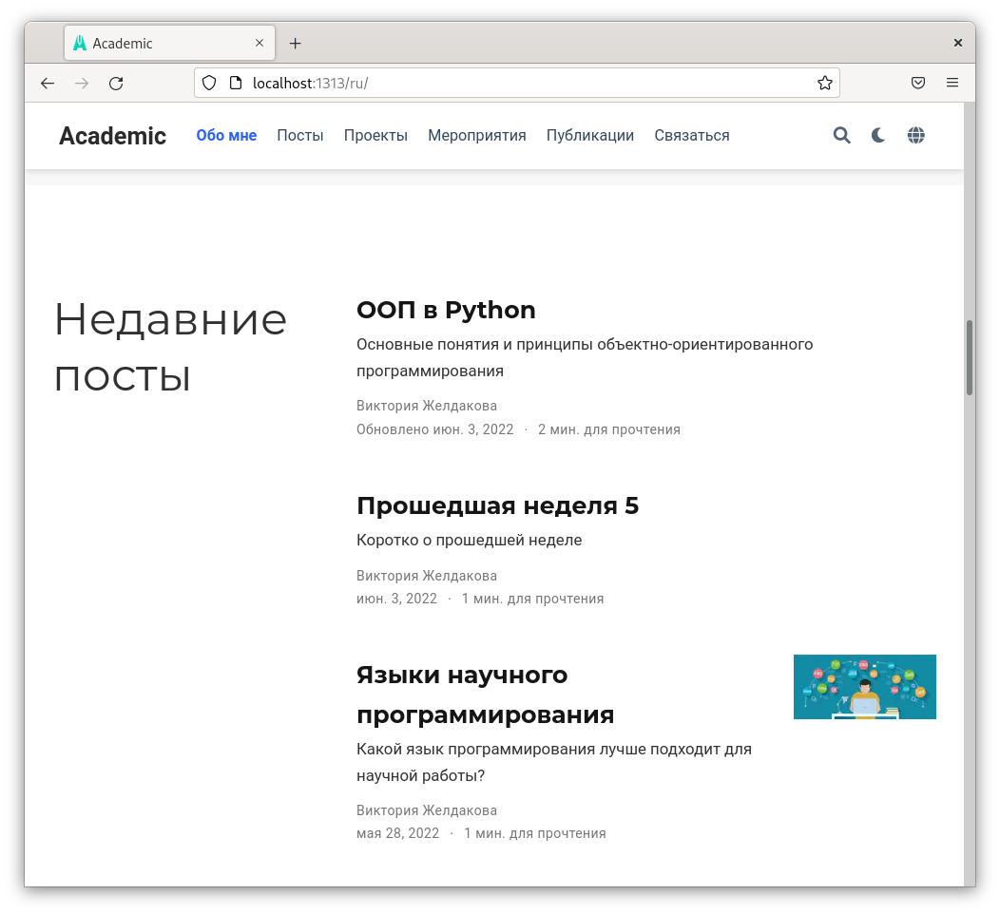 Academic
localhost:1313/ru/
Academic Обо мне Посты Проекты Мероприятия Публикации Связаться
Недавние
посты
ООП в Python
Основные понятия и принципы объектно-ориентированного
программирования
Виктория Желдакова
Обновлено июн. 3, 2022 · 2 мин. для прочтения
Прошедшая неделя 5
Коротко о прошедшей неделе
Виктория Желдакова
июн. 3, 2022 · 1 мин. для прочтения
Языки научного
программирования
Какой язык программирования лучше подходит для
научной работы?
Виктория Желдакова
мая 28, 2022 · 1 мин. для прочтения